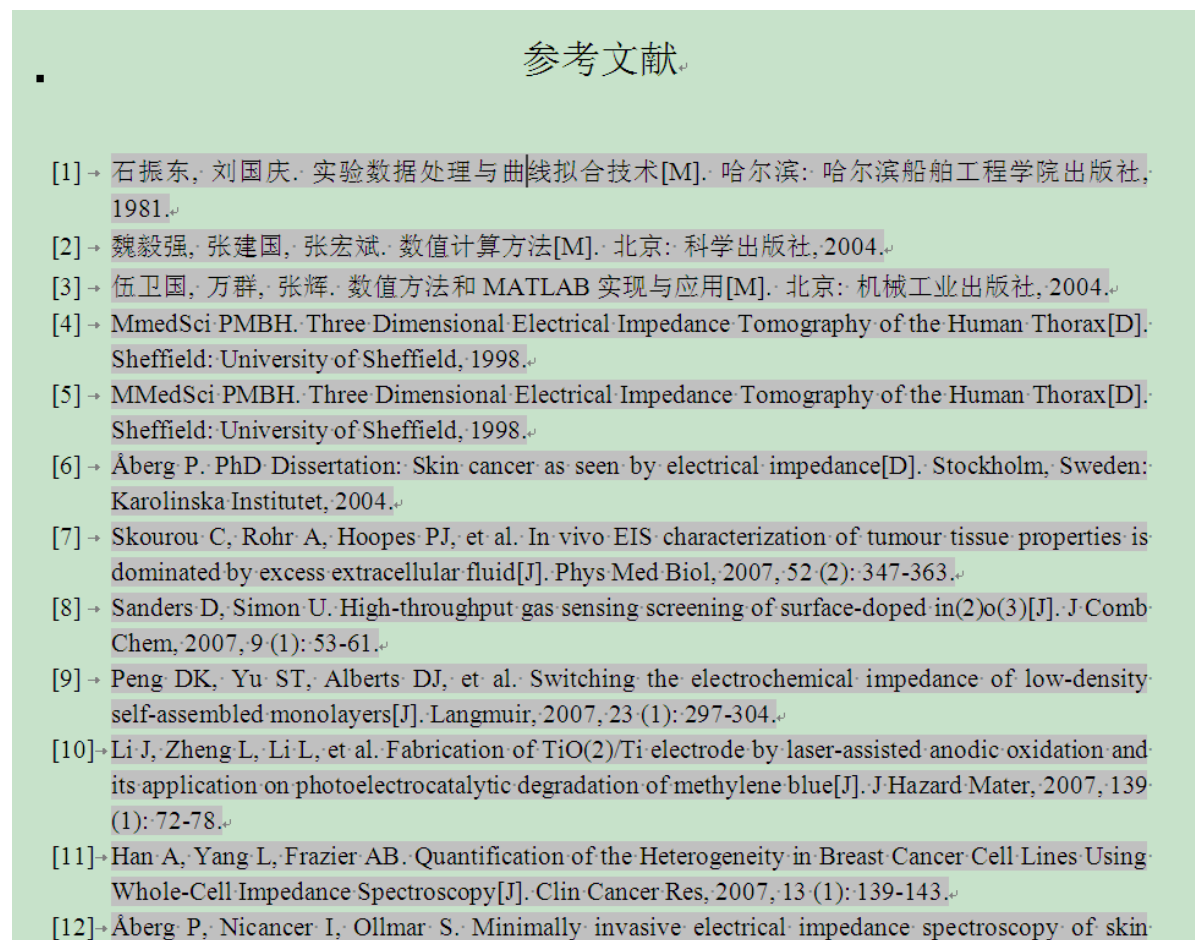 参考文献
[1] 石振东, 刘国庆. 实验数据处理与曲线拟合技术[M]. 哈尔滨: 哈尔滨船舶工程学院出版社,
1981.
[2] 魏毅强, 张建国, 张宏斌. 数值计算方法[M]. 北京: 科学出版社, 2004.
[3] 伍卫国, 万群, 张辉. 数值方法和 MATLAB 实现与应用[M]. 北京: 机械工业出版社, 2004.
[4] MmedSci PMBH. Three Dimensional Electrical Impedance Tomography of the Human Thorax[D].
Sheffield: University of Sheffield, 1998.
[5] MMedSci PMBH. Three Dimensional Electrical Impedance Tomography of the Human Thorax[D].
Sheffield: University of Sheffield, 1998.
[6] Åberg P. PhD Dissertation: Skin cancer as seen by electrical impedance[D]. Stockholm, Sweden:
Karolinska Institutet, 2004.
[7] Skourou C, Rohr A, Hoopes PJ, et al. In vivo EIS characterization of tumour tissue properties is
dominated by excess extracellular fluid[J]. Phys Med Biol, 2007, 52 (2): 347-363.
[8] Sanders D, Simon U. High-throughput gas sensing screening of surface-doped in(2)o(3)[J]. J Comb
Chem, 2007, 9 (1): 53-61.
[9] Peng DK, Yu ST, Alberts DJ, et al. Switching the electrochemical impedance of low-density
self-assembled monolayers[J]. Langmuir, 2007, 23 (1): 297-304.
[10] Li J, Zheng L, Li L, et al. Fabrication of TiO(2)/Ti electrode by laser-assisted anodic oxidation and
its application on photoelectrocatalytic degradation of methylene blue[J]. J Hazard Mater, 2007, 139
(1): 72-78.
[11] Han A, Yang L, Frazier AB. Quantification of the Heterogeneity in Breast Cancer Cell Lines Using
Whole-Cell Impedance Spectroscopy[J]. Clin Cancer Res, 2007, 13 (1): 139-143.
[12] Åberg P, Nicancer I, Ollmar S. Minimally invasive electrical impedance spectroscopy of skin